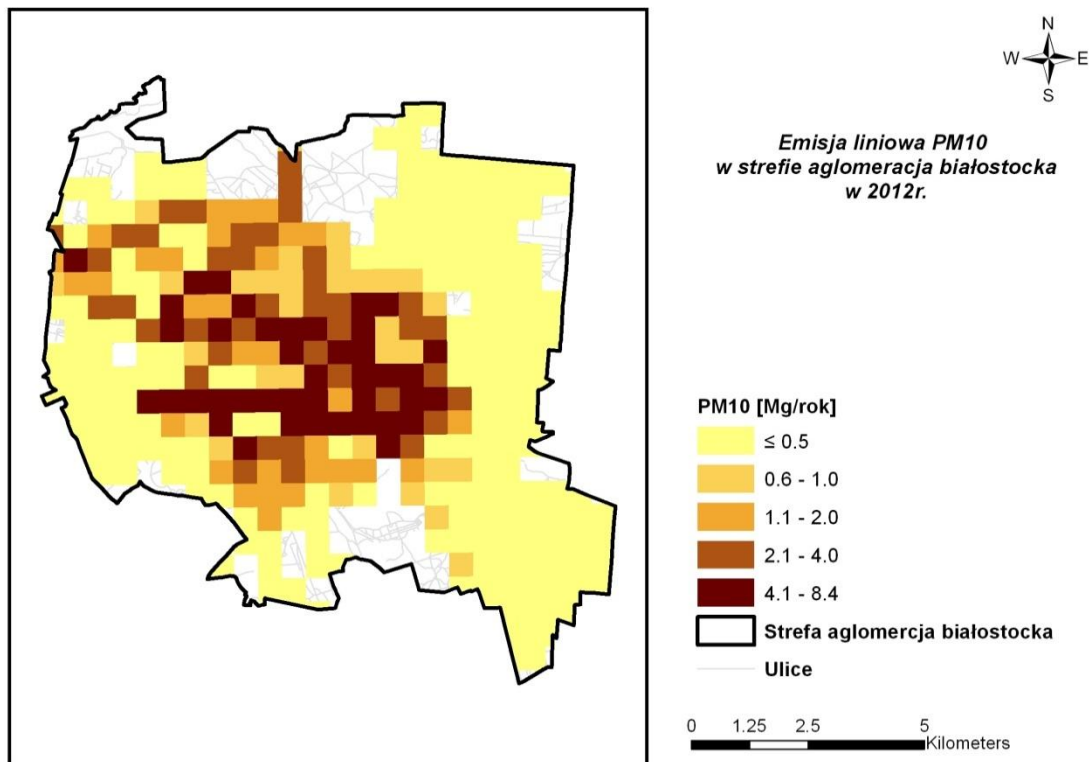 N
W E
S
Emisja liniowa PM10
w strefie aglomeracja białostocka
w 2012r.
PM10 [Mg/rok]
≤ 0.5
0.6 - 1.0
1.1 - 2.0
2.1 - 4.0
4.1 - 8.4
Strefa aglomercja białostocka
Ulice
0 1.25 2.5 5
Kilometers